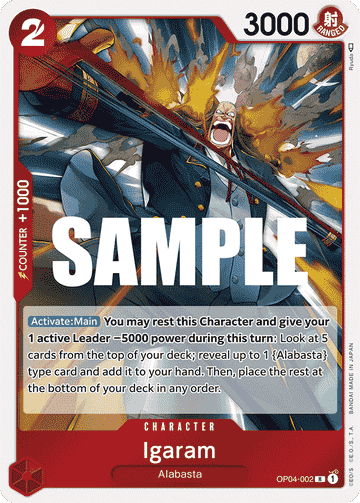 2
3000
射
RANGED
Ryuda
COUNTER +1000
SAMPLE
Activate:Main You may rest this Character and give your
1 active Leader −5000 power during this turn: Look at 5
cards from the top of your deck; reveal up to 1 {Alabasta}
type card and add it to your hand. Then, place the rest at
the bottom of your deck in any order.
CHARACTER
Igaram
Alabasta
OP04-002 R 1
BANDAI MADE IN JAPAN
©E.O./S., T.A.